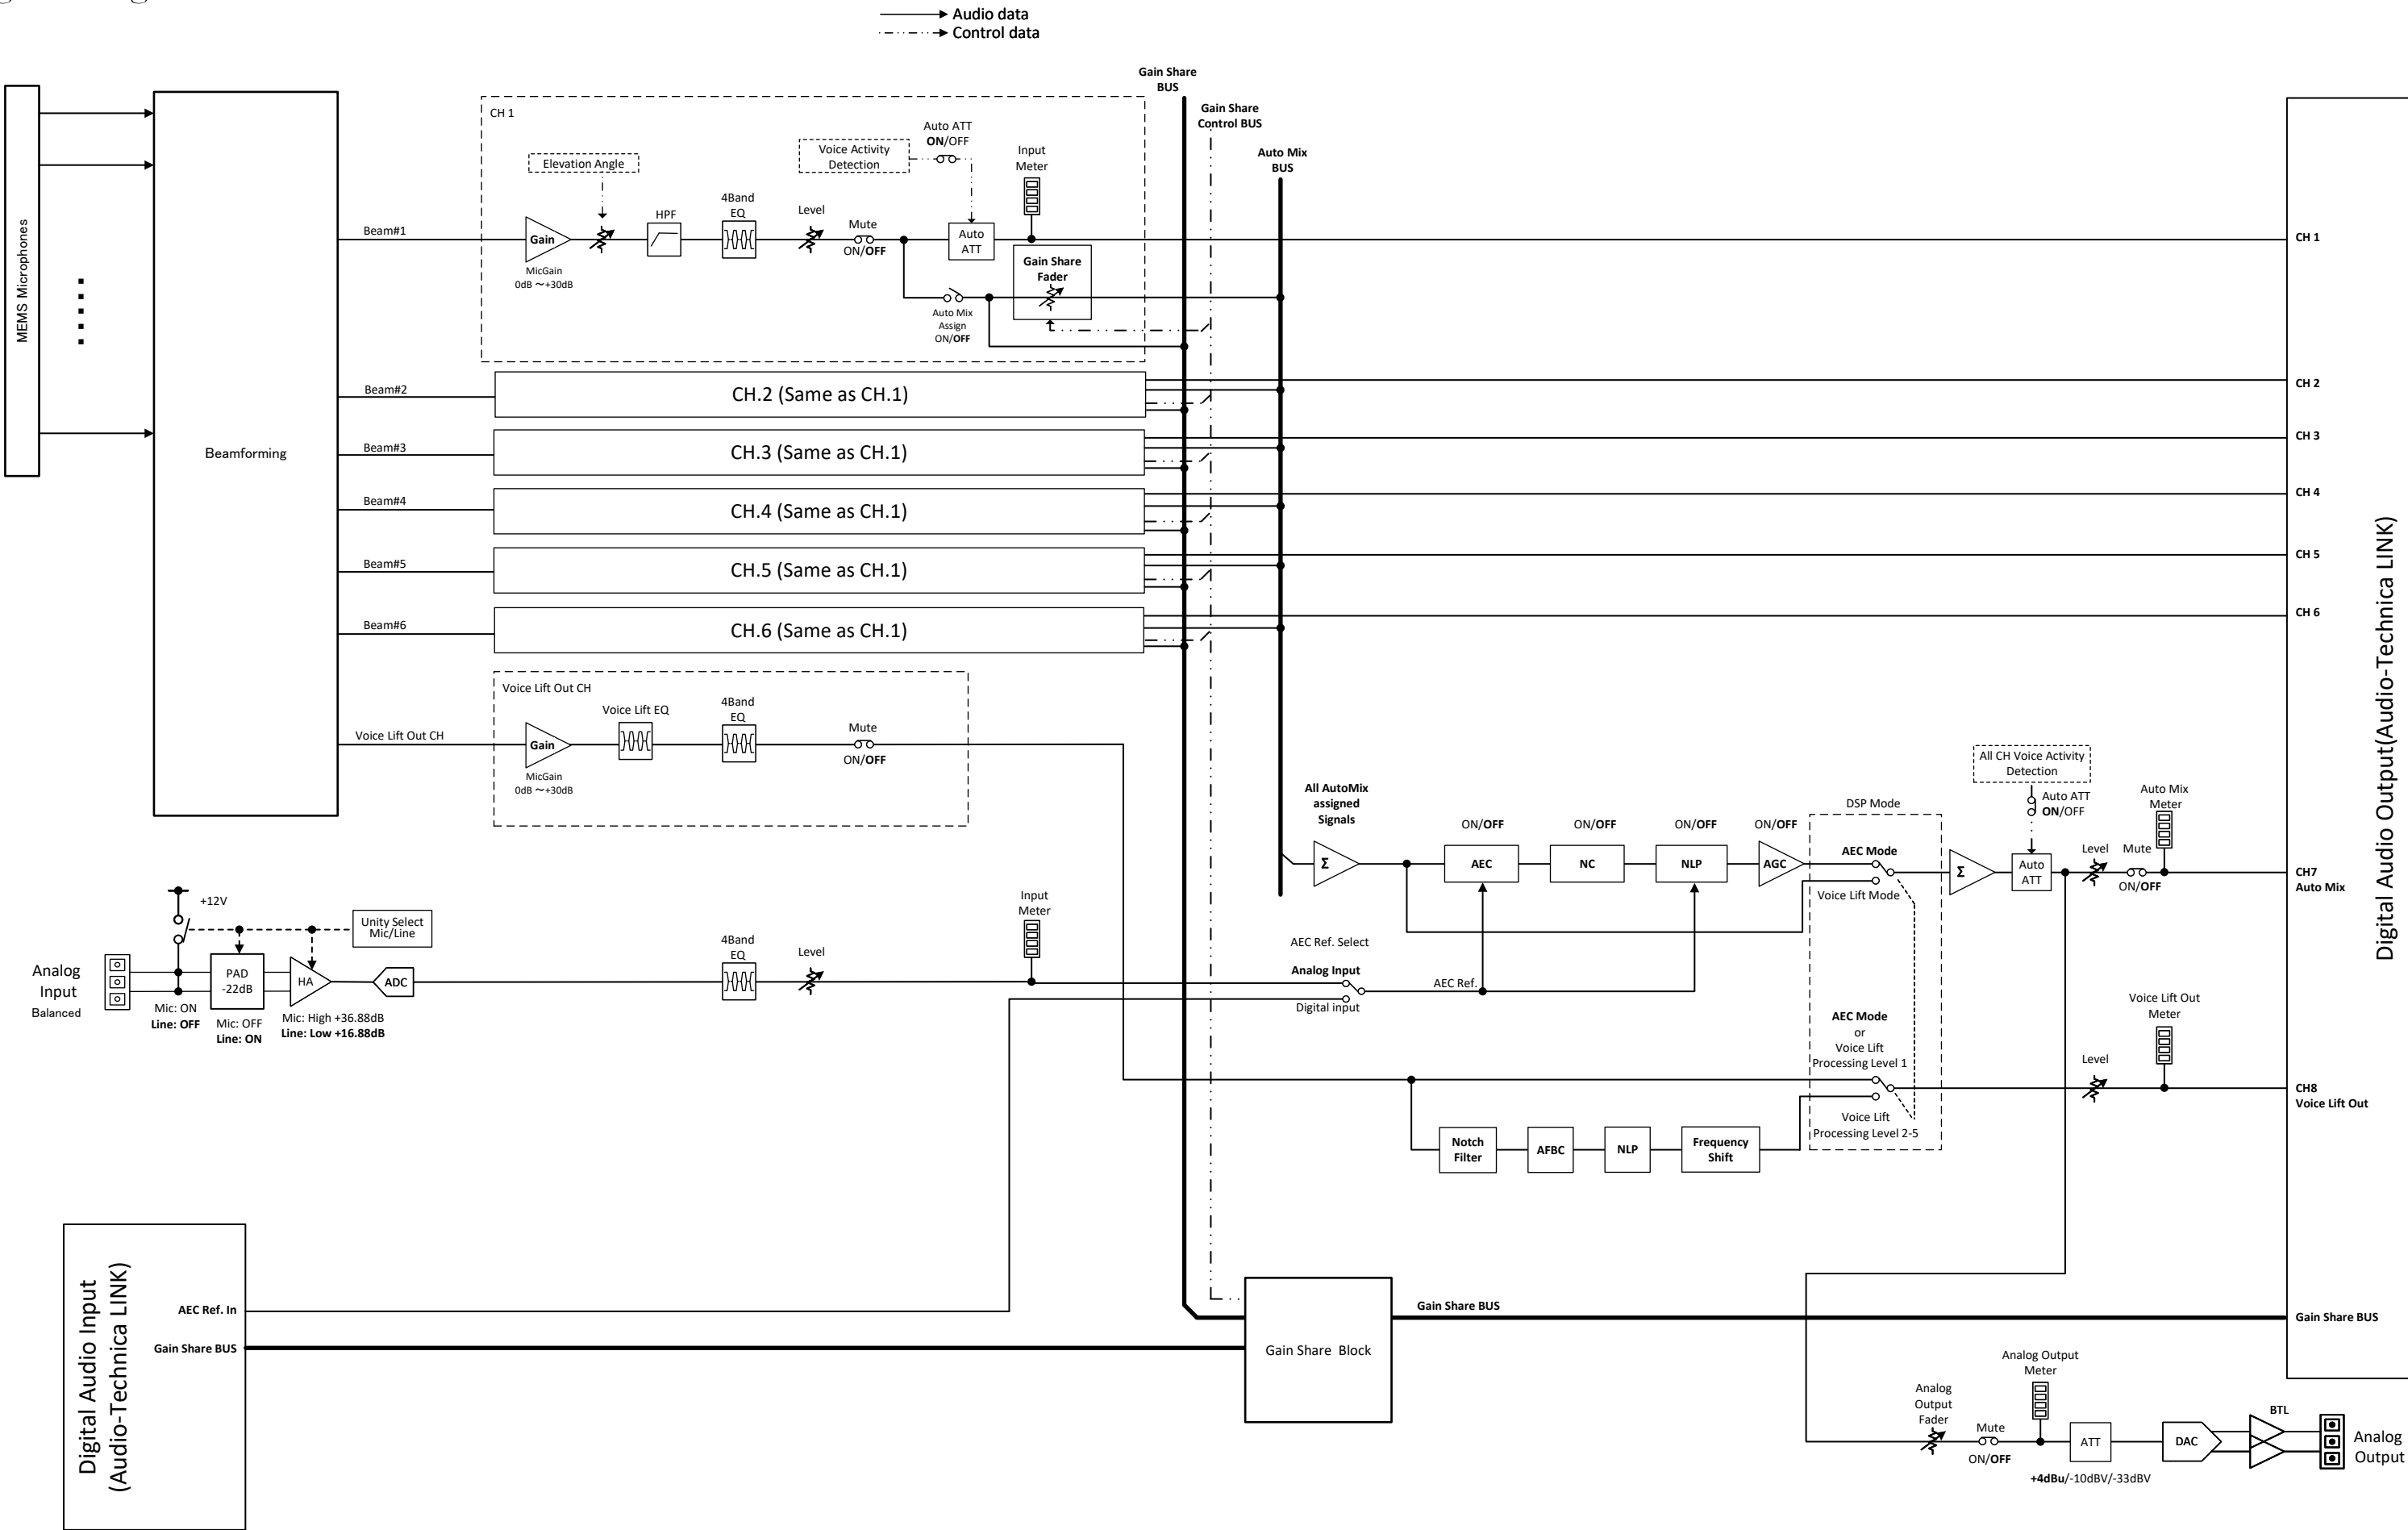 Audio data
Control data
Gain Share
BUS
Gain Share
Control BUS
Auto Mix
BUS
MEMS Microphones
Beamforming
CH 1
Elevation Angle
Voice Activity
Detection
Auto ATT
ON/OFF
Input
Meter
Beam#1
Gain
MicGain
0dB ～+30dB
HPF
4Band
EQ
Level
Mute
ON/OFF
Auto
ATT
Gain Share
Fader
Auto Mix
Assign
ON/OFF
CH 1
Beam#2
CH.2 (Same as CH.1)
CH 2
Beam#3
CH.3 (Same as CH.1)
CH 3
Beam#4
CH.4 (Same as CH.1)
CH 4
Beam#5
CH.5 (Same as CH.1)
CH 5
Beam#6
CH.6 (Same as CH.1)
CH 6
Digital Audio Output(Audio-Technica LINK)
Voice Lift Out CH
Voice Lift Out CH
Gain
MicGain
0dB ～+30dB
Voice Lift EQ
4Band
EQ
Mute
ON/OFF
All AutoMix
assigned
Signals
Σ
ON/OFF
AEC
ON/OFF
NC
ON/OFF
NLP
ON/OFF
AGC
DSP Mode
AEC Mode
Voice Lift Mode
Σ
All CH Voice Activity
Detection
Auto ATT
ON/OFF
Auto
ATT
Level
Mute
ON/OFF
Auto Mix
Meter
CH7
Auto Mix
+12V
Unity Select
Mic/Line
Analog
Input
Balanced
Mic: ON
Line: OFF
PAD
-22dB
Mic: OFF
Line: ON
HA
Mic: High +36.88dB
Line: Low +16.88dB
ADC
4Band
EQ
Level
Input
Meter
AEC Ref. Select
Analog Input
Digital input
AEC Ref.
AEC Mode
or
Voice Lift
Processing Level 1
Voice Lift
Processing Level 2-5
Notch
Filter
AFBC
NLP
Frequency
Shift
Level
Voice Lift Out
Meter
CH8
Voice Lift Out
Digital Audio Input
(Audio-Technica LINK)
AEC Ref. In
Gain Share BUS
Gain Share Block
Gain Share BUS
Gain Share BUS
Analog
Output
Fader
Mute
ON/OFF
Analog Output
Meter
ATT
+4dBu/-10dBV/-33dBV
DAC
BTL
Analog
Output